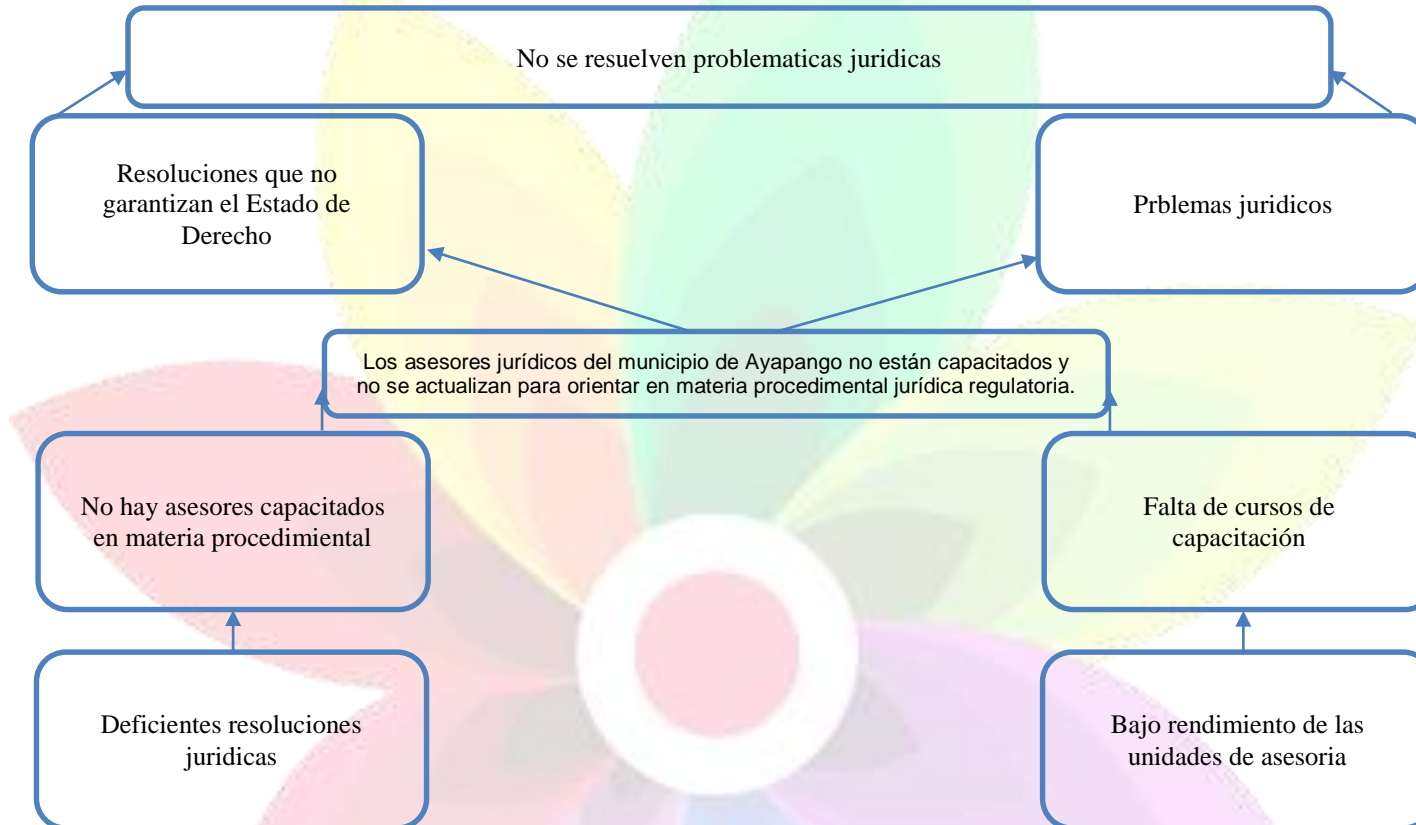 No se resuelven problematicas juridicas
Resoluciones que no
garantizan el Estado de
Derecho
Prblemas juridicos
Los asesores jurídicos del municipio de Ayapango no están capacitados y
no se actualizan para orientar en materia procedimental jurídica regulatoria.
No hay asesores capacitados
en materia procedimiental
Falta de cursos de
capacitación
Deficientes resoluciones
juridicas
Bajo rendimiento de las
unidades de asesoria